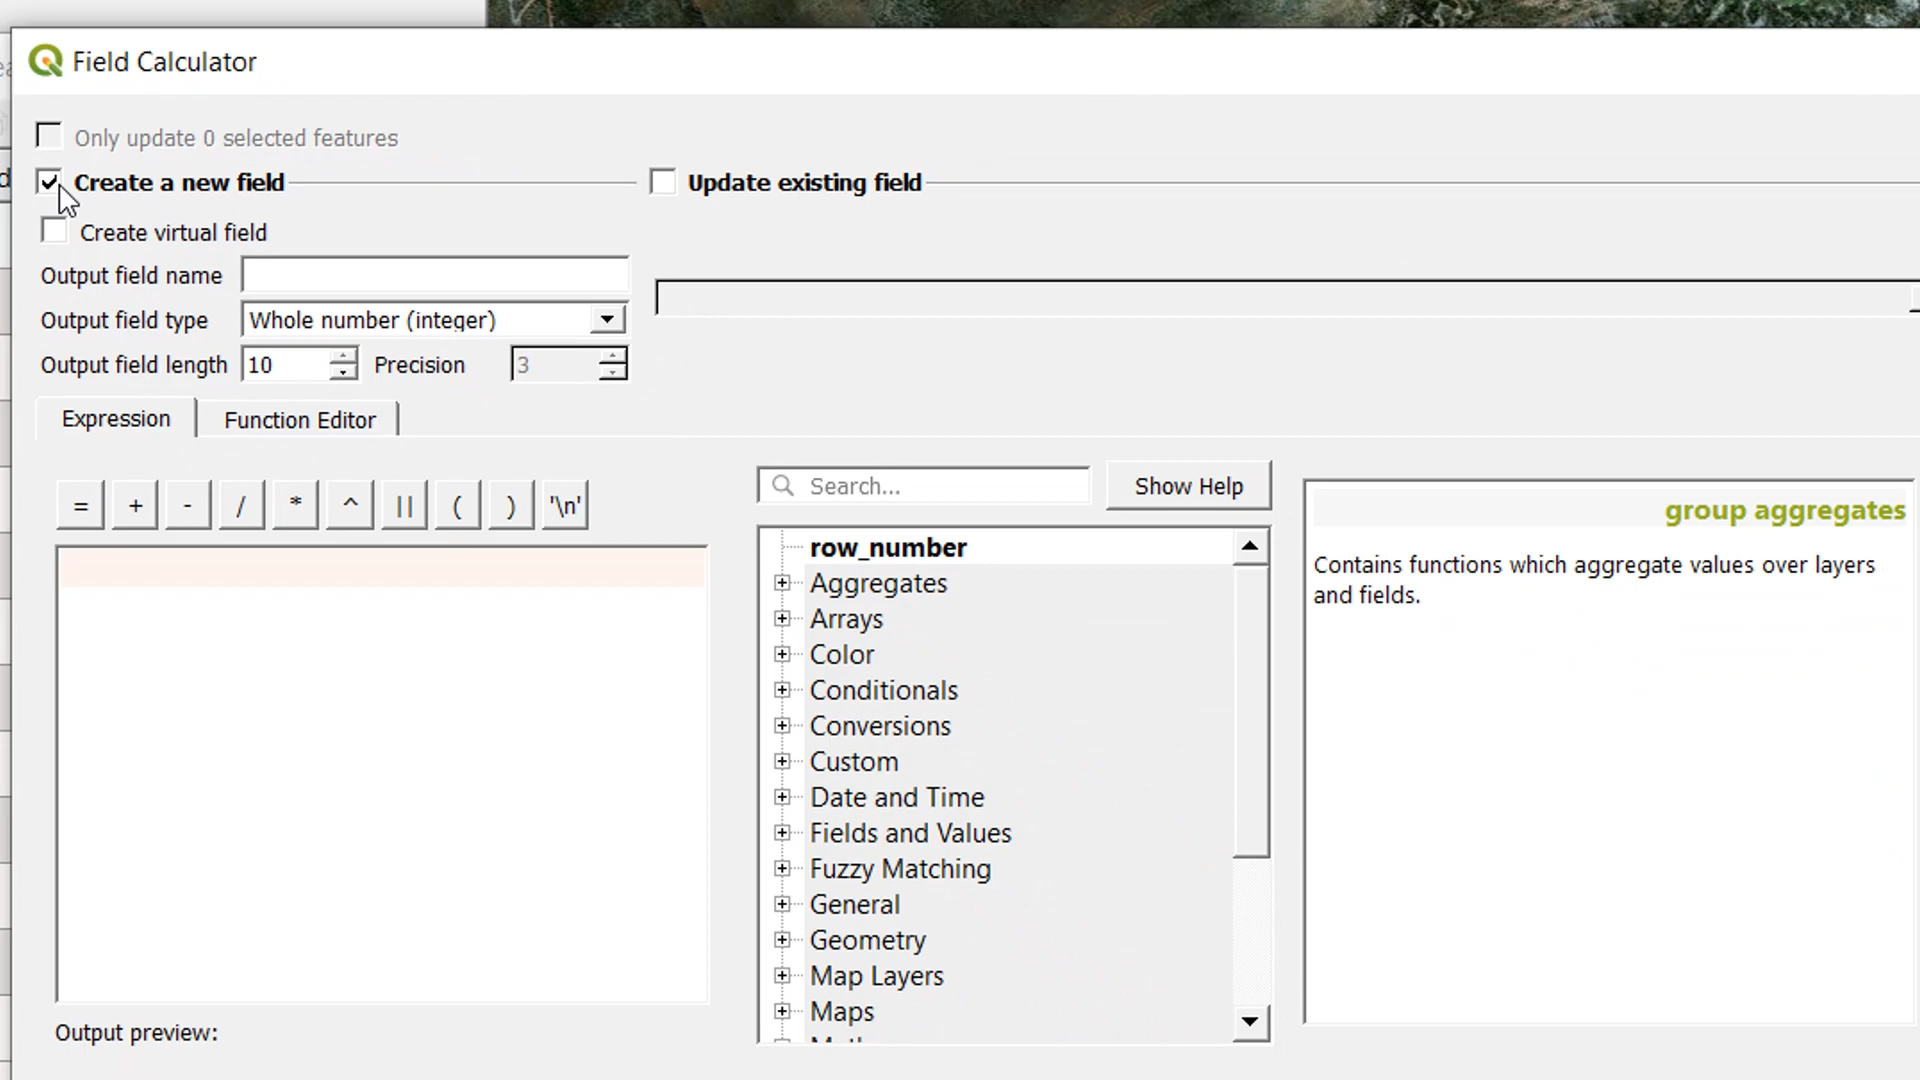 Field Calculator
Only update 0 selected features
Create a new field
Update existing field
Create virtual field
Output field name
Output field type
Whole number (integer)
Output field length
10
Precision
3
Expression
Function Editor
= + - / * ^ || ( ) '\n'
Search...
Show Help
row_number
Aggregates
Arrays
Color
Conditionals
Conversions
Custom
Date and Time
Fields and Values
Fuzzy Matching
General
Geometry
Map Layers
Maps
group aggregates
Contains functions which aggregate values over layers
and fields.
Output preview: